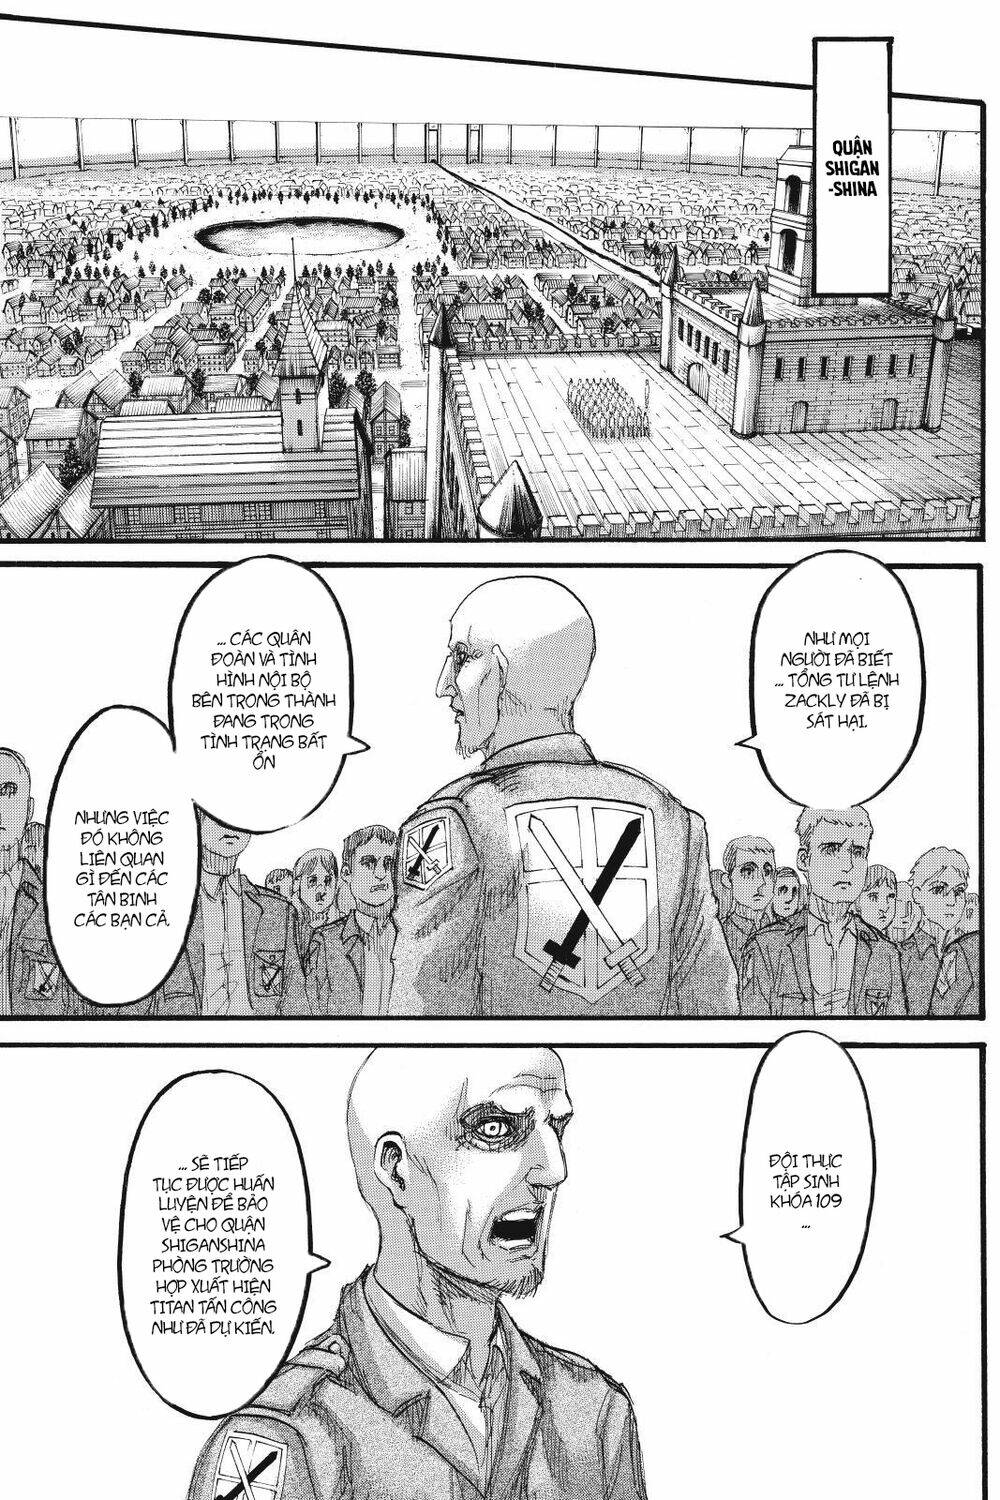 QUẬN
SHIGAN
-SHINA
NHƯ MỌI
NGƯỜI ĐÃ BIẾT
... TỔNG TƯ LỆNH
ZACKLY ĐÃ BỊ
SÁT HẠI.
... CÁC QUÂN
ĐOÀN VÀ TÌNH
HÌNH NỘI BỘ
BÊN TRONG THÀNH
ĐANG TRONG
TÌNH TRẠNG BẤT
ỔN
NHƯNG VIỆC
ĐÓ KHÔNG
LIÊN QUAN
GÌ ĐẾN CÁC
TÂN BINH
CÁC BẠN CẢ.
ĐỘI THỰC
TẬP SINH
KHÓA 109
...
... SẼ TIẾP
TỤC ĐƯỢC HUẤN
LUYỆN ĐỂ BẢO
VỆ CHO QUẬN
SHIGANSHINA
PHÒNG TRƯỜNG
HỢP XUẤT HIỆN
TITAN TẤN CÔNG
NHƯ ĐÃ DỰ KIẾN.